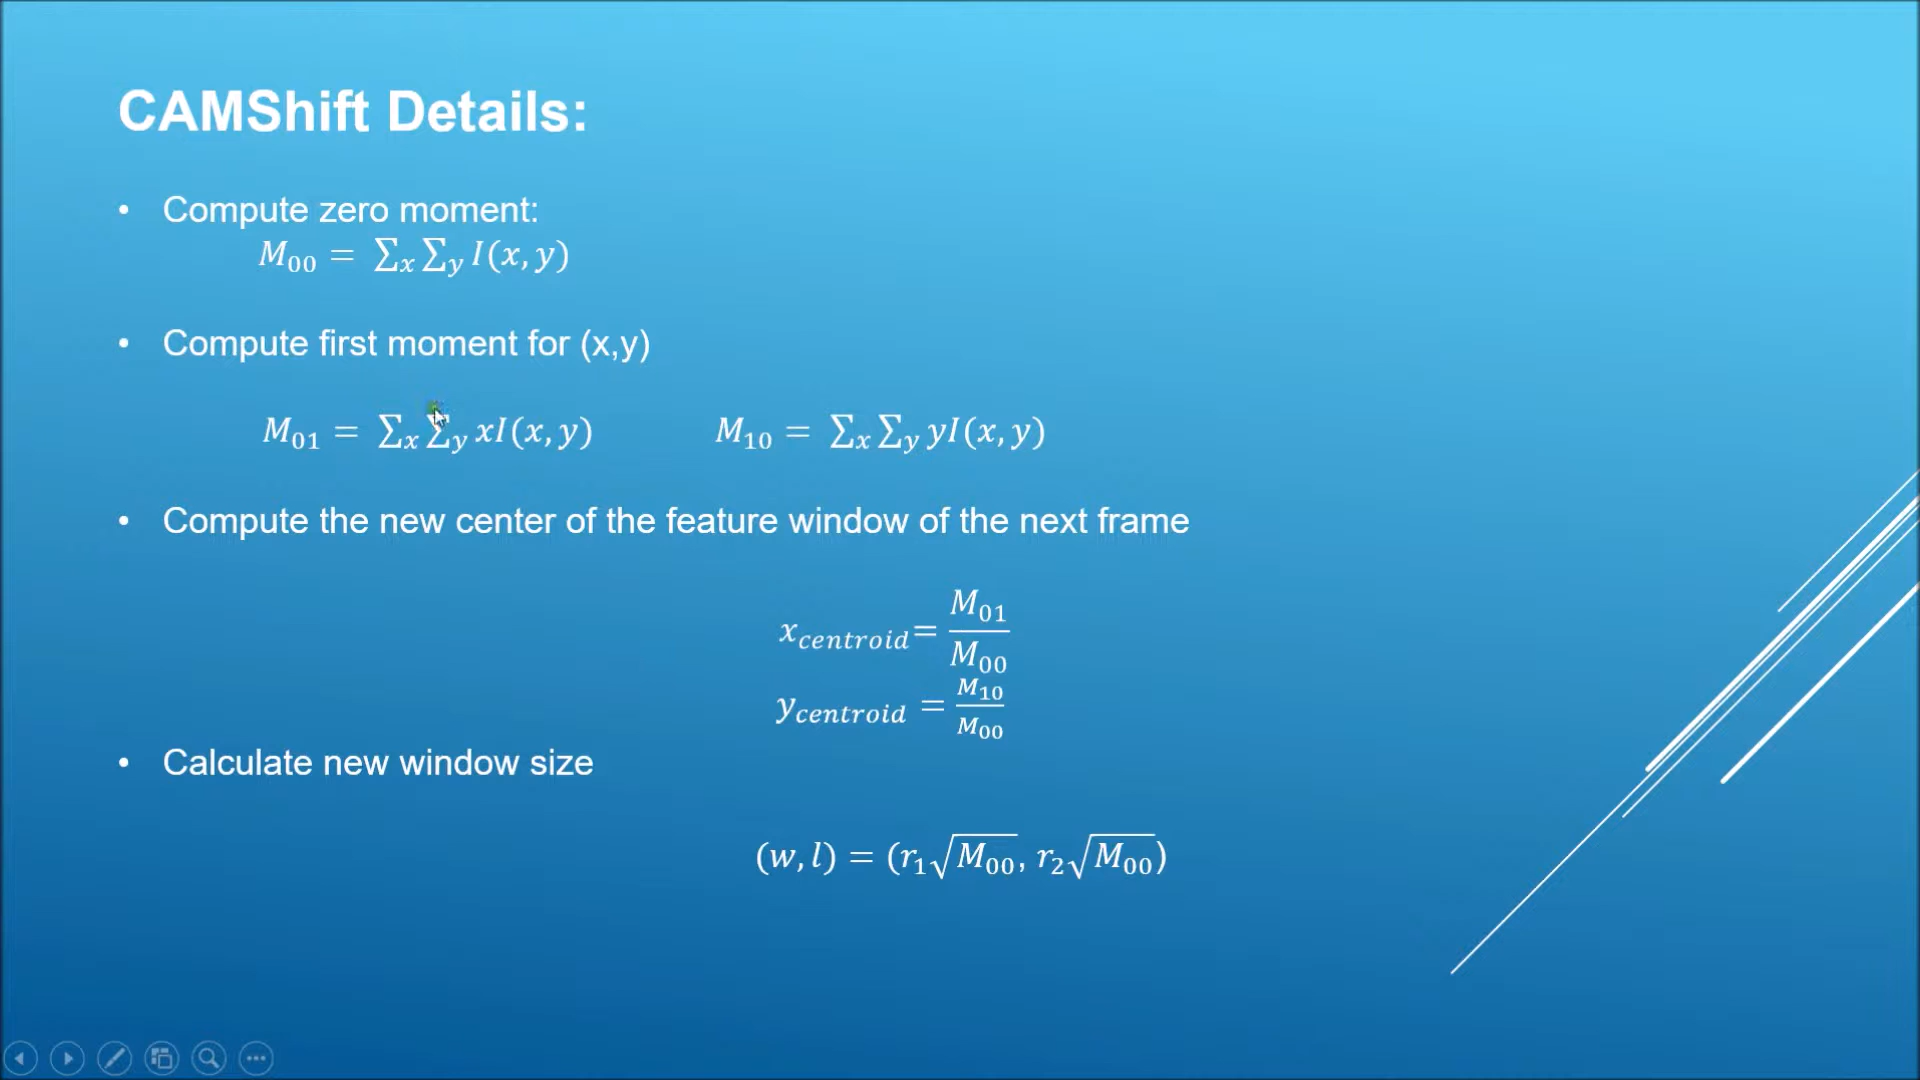 CAMShift Details:
• Compute zero moment:
M₀₀ = ∑ₓ ∑ᵧ I(x, y)
• Compute first moment for (x,y)
M₀₁ = ∑ₓ ∑ᵧ xI(x, y) M₁₀ = ∑ₓ ∑ᵧ yI(x, y)
• Compute the new center of the feature window of the next frame
x_centroid = M₀₁ / M₀₀
y_centroid = M₁₀ / M₀₀
• Calculate new window size
(w, l) = (r₁√M₀₀, r₂√M₀₀)